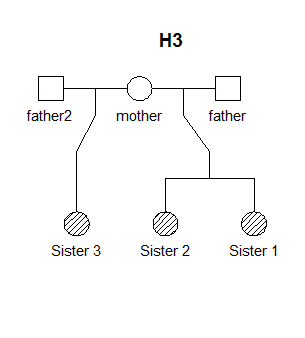 H3
father2 mother father
Sister 3 Sister 2 Sister 1